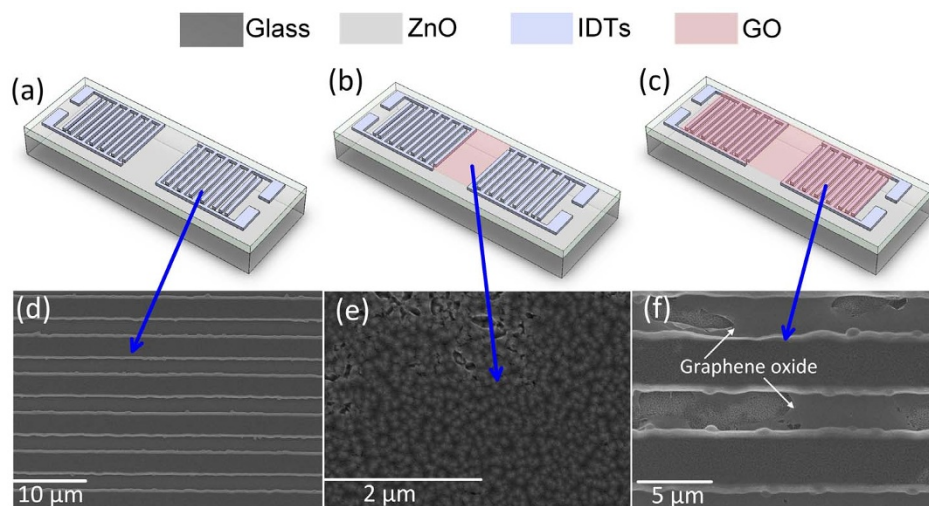 Glass ZnO IDTs GO
(a) (b) (c)
(d) (e) (f)
Graphene oxide
10 μm 2 μm 5 μm